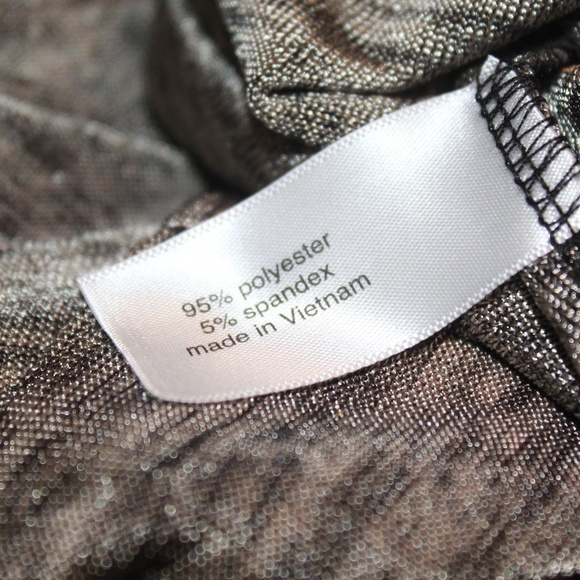 95% polyester
5% spandex
made in Vietnam